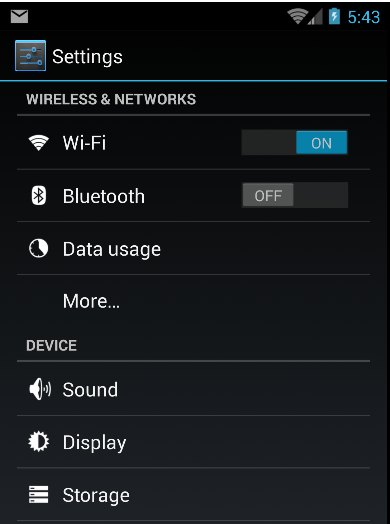 5:43
Settings
WIRELESS & NETWORKS
Wi-Fi ON
Bluetooth OFF
Data usage
More...
DEVICE
Sound
Display
Storage